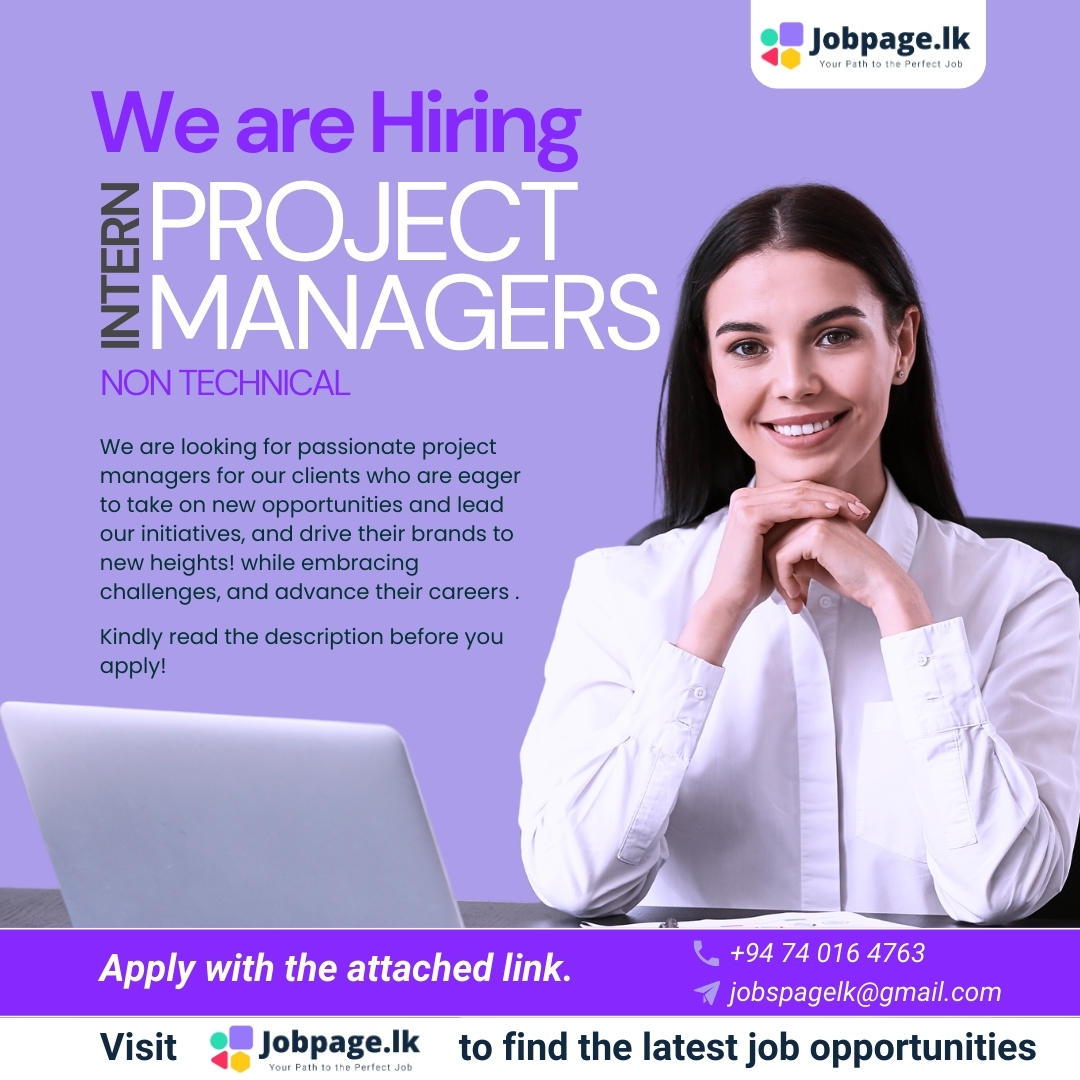 Jobpage.lk
Your Path to the Perfect Job
We are Hiring
INTERN
PROJECT
MANAGERS
NON TECHNICAL
We are looking for passionate project
managers for our clients who are eager
to take on new opportunities and lead
our initiatives, and drive their brands to
new heights! while embracing
challenges, and advance their careers .
Kindly read the description before you
apply!
Apply with the attached link.
+94 74 016 4763
jobspagelk@gmail.com
Visit Jobpage.lk to find the latest job opportunities
Your Path to the Perfect Job